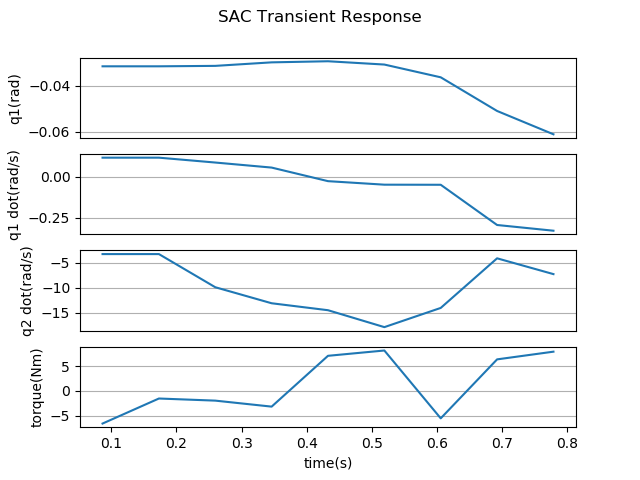 SAC Transient Response
q1(rad)
−0.04
−0.06
q1 dot(rad/s)
0.00
−0.25
q2 dot(rad/s)
−5
−10
−15
torque(Nm)
5
0
−5
0.1 0.2 0.3 0.4 0.5 0.6 0.7 0.8
time(s)